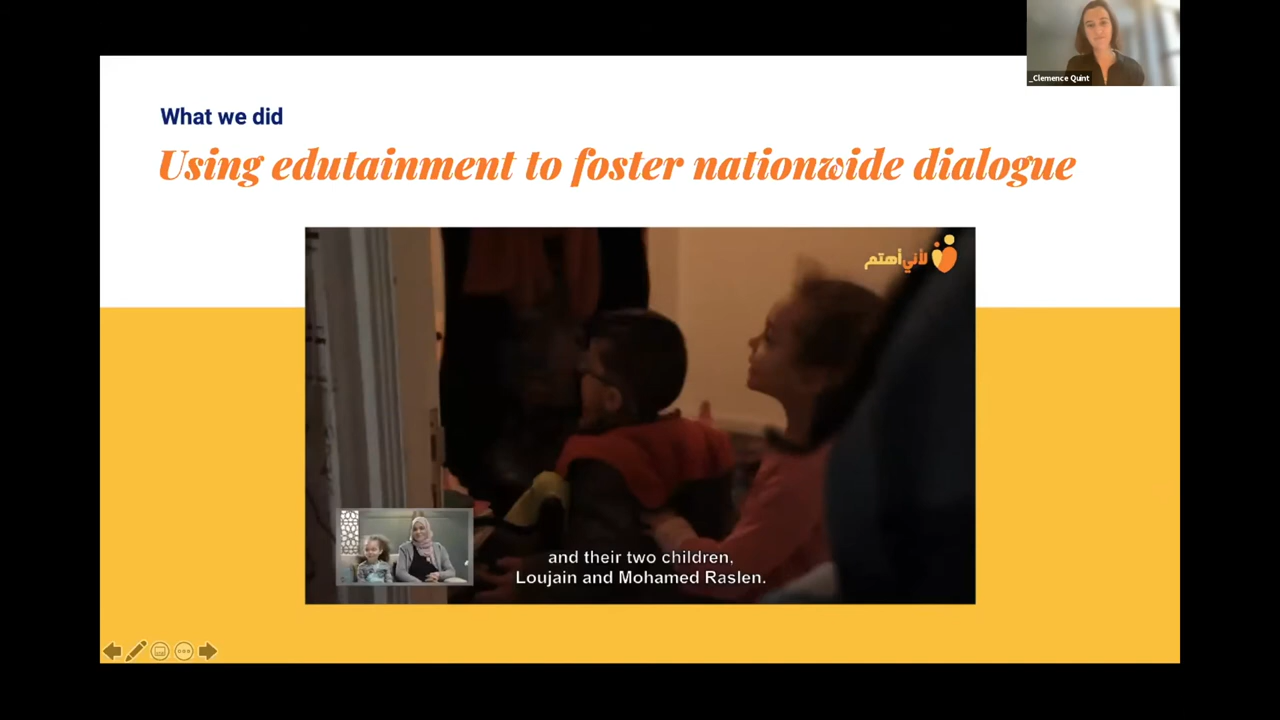 _Clemence Quint
What we did
Using edutainment to foster nationwide dialogue
لأني أهتم
and their two children,
Loujain and Mohamed Raslen.